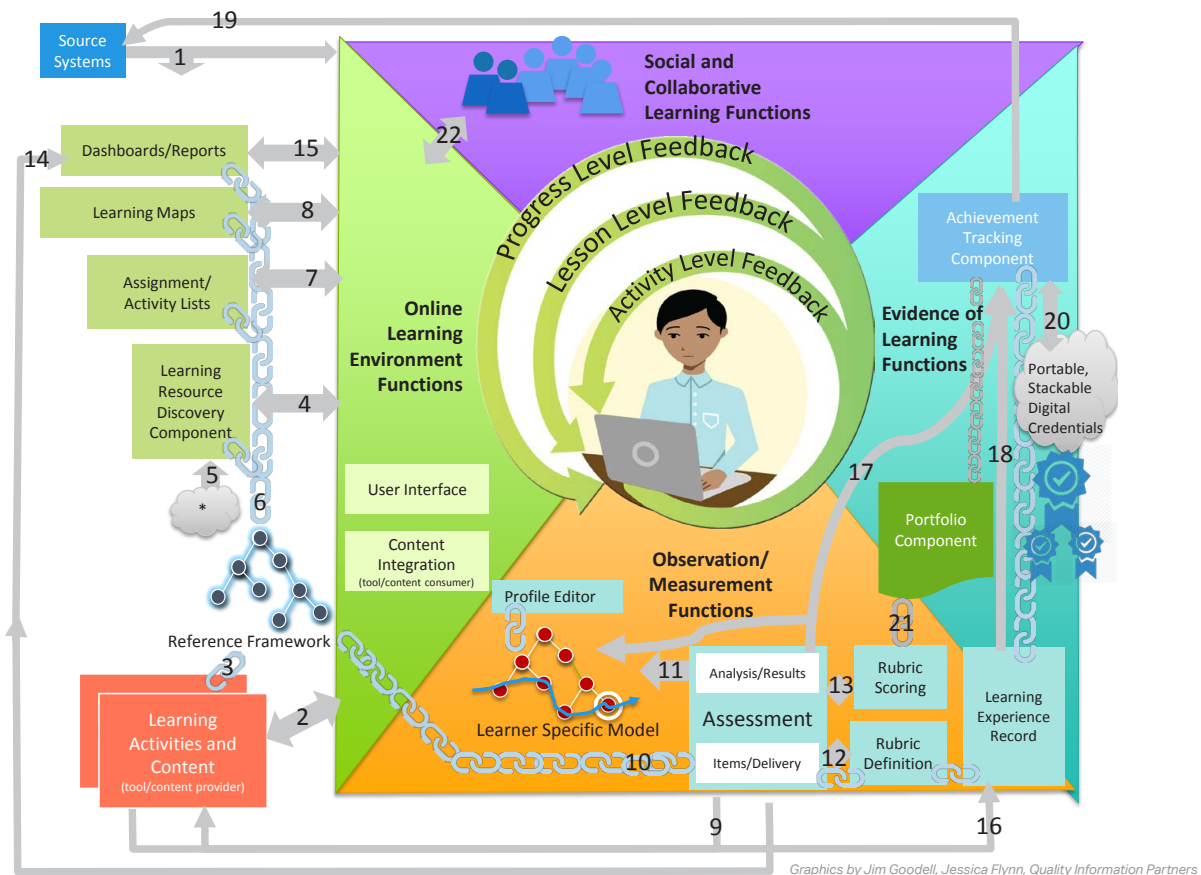 19
Source
Systems
1
Social and
Collaborative
Learning Functions
22
14
Dashboards/Reports
15
Progress Level Feedback
Lesson Level Feedback
Activity Level Feedback
Learning Maps
8
Achievement
Tracking
Component
Assignment/
Activity Lists
7
Online
Learning
Environment
Functions
Evidence of
Learning
Functions
20
Portable,
Stackable
Digital
Credentials
Learning
Resource
Discovery
Component
4
5
*
6
17
18
User Interface
Content
Integration
(tool/content consumer)
Portfolio
Component
Observation/
Measurement
Functions
Profile Editor
Reference Framework
21
3
11
Analysis/Results
13
Rubric
Scoring
Learning
Experience
Record
2
Learning
Activities and
Content
(tool/content provider)
Learner Specific Model
Assessment
10
Items/Delivery
12
Rubric
Definition
9
16
Graphics by Jim Goodell, Jessica Flynn, Quality Information Partners